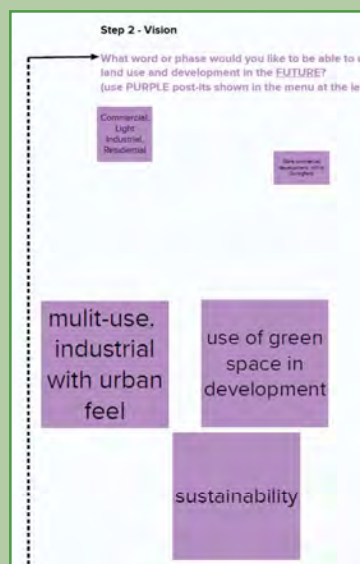 Step 2 - Vision
What word or phase would you like to be able to
land use and development in the FUTURE?
(use PURPLE post-its shown in the menu at the le
Commercial,
Light
Industrial,
Residential
mulit-use.
industrial
with urban
feel
use of green
space in
development
sustainability